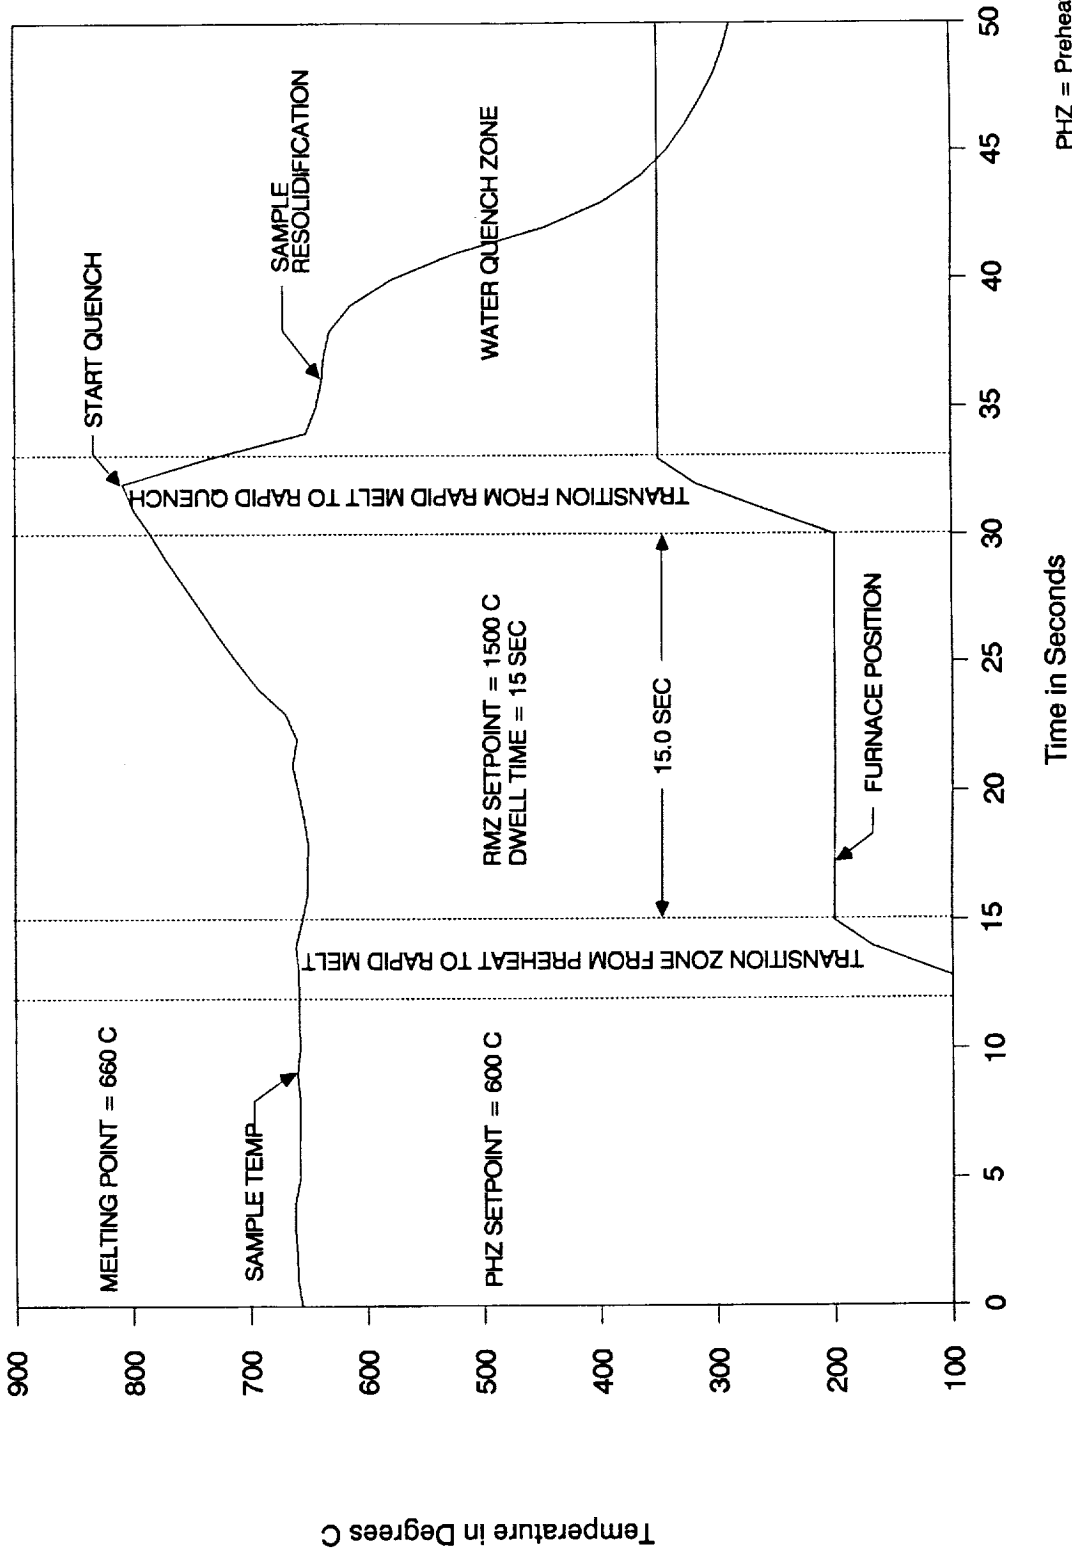 Temperature in Degrees C
900
800
700
600
500
400
300
200
100
MELTING POINT = 660 C
SAMPLE TEMP
PHZ SETPOINT = 600 C
TRANSITION ZONE FROM PREHEAT TO RAPID MELT
RMZ SETPOINT = 1500 C
DWELL TIME = 15 SEC
15.0 SEC
FURNACE POSITION
TRANSITION FROM RAPID MELT TO RAPID QUENCH
START QUENCH
SAMPLE
RESOLIDIFICATION
WATER QUENCH ZONE
0
5
10
15
20
25
30
35
40
45
50
Time in Seconds
PHZ = Prehea